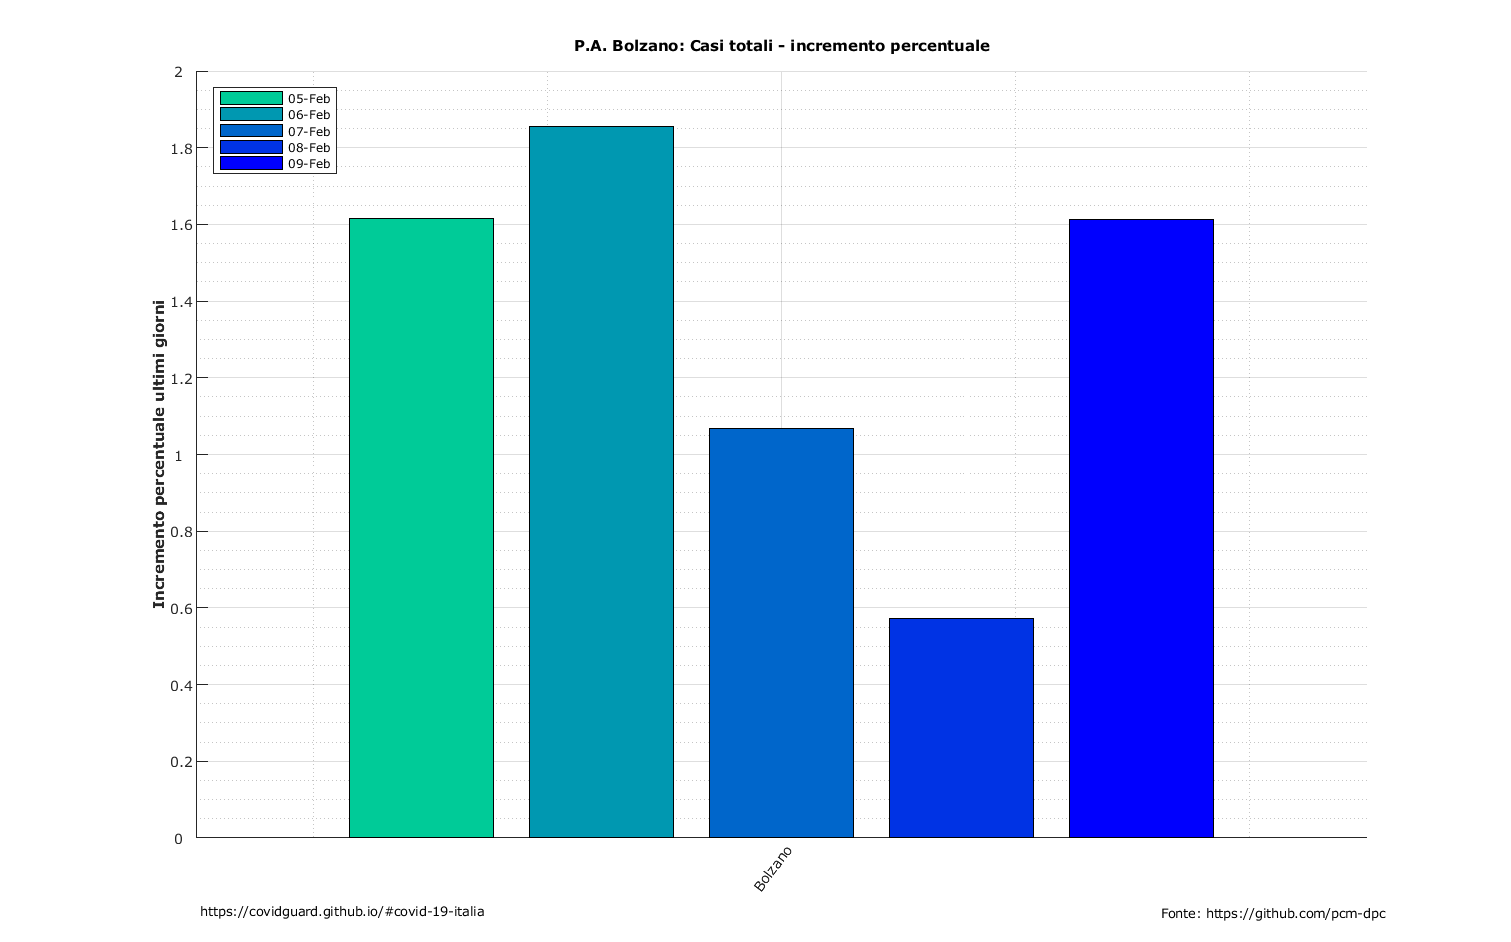 P.A. Bolzano: Casi totali - incremento percentuale
Incremento percentuale ultimi giorni
2
1.8
1.6
1.4
1.2
1
0.8
0.6
0.4
0.2
0
05-Feb
06-Feb
07-Feb
08-Feb
09-Feb
Bolzano
https://covidguard.github.io/#covid-19-italia
Fonte: https://github.com/pcm-dpc